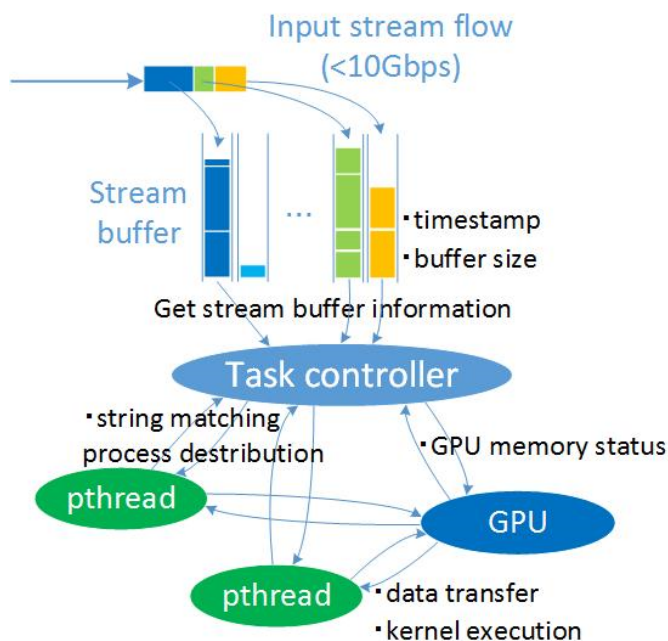 Input stream flow
(<10Gbps)
Stream
buffer
...
・timestamp
・buffer size
Get stream buffer information
Task controller
・string matching
process destribution
・GPU memory status
pthread
GPU
pthread
・data transfer
・kernel execution